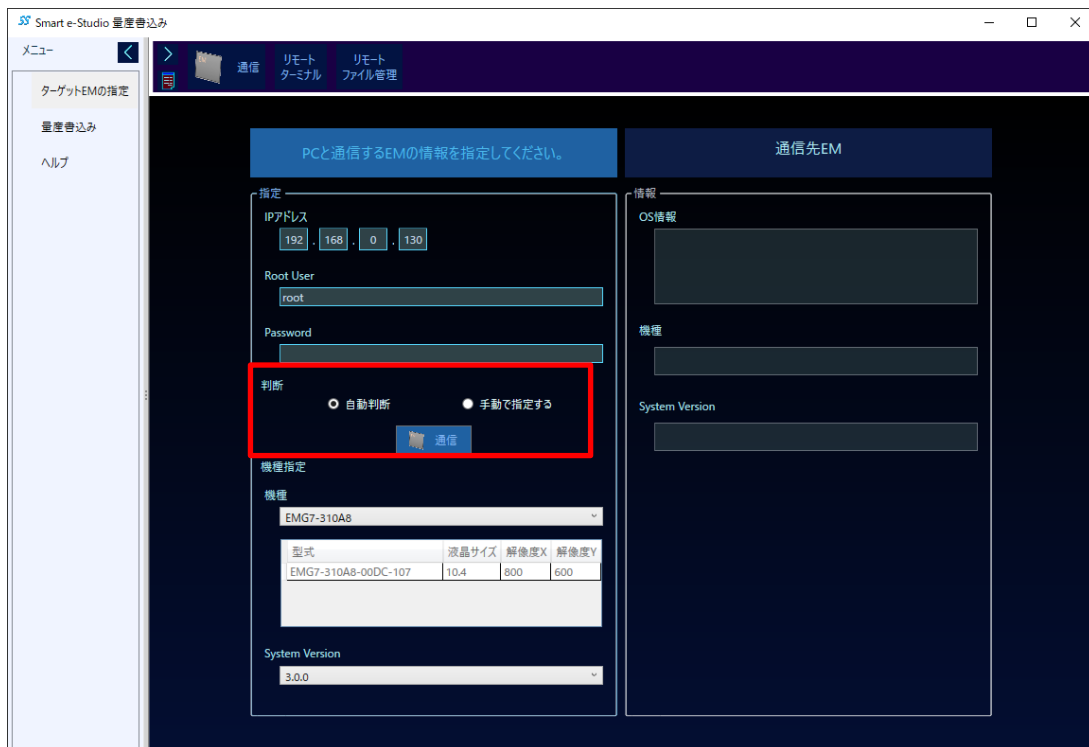 SS Smart e-Studio 量産書込み
メニュー
ターゲットEMの指定
量産書込み
ヘルプ
通信
リモート
ターミナル
リモート
ファイル管理
PCと通信するEMの情報を指定してください。
指定
IPアドレス
192 . 168 . 0 . 130
Root User
root
Password
判断
自動判断 手動で指定する
通信
機種指定
機種
EMG7-310A8
型式 液晶サイズ 解像度X 解像度Y
EMG7-310A8-00DC-107 10.4 800 600
System Version
3.0.0
通信先EM
情報
OS情報
機種
System Version